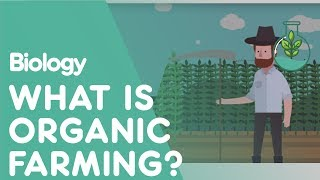 Biology
WHAT IS
ORGANIC
FARMING?